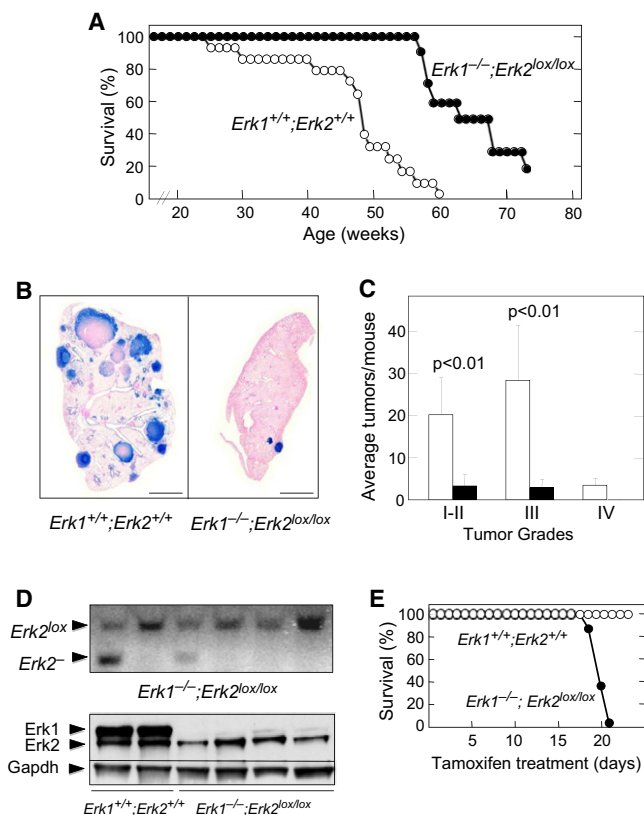 A
Survival (%)
100
80
60
40
20
0
Erk1–/–;Erk2lox/lox
Erk1+/+;Erk2+/+
20 30 40 50 60 70 80
Age (weeks)
B
Erk1+/+;Erk2+/+ Erk1–/–;Erk2lox/lox
C
Average tumors/mouse
40
30
20
10
0
p<0.01
p<0.01
I-II III IV
Tumor Grades
D
Erk2lox
Erk2–
Erk1–/–;Erk2lox/lox
Erk1
Erk2
Gapdh
Erk1+/+;Erk2+/+ Erk1–/–;Erk2lox/lox
E
Survival (%)
100
80
60
40
20
0
Erk1+/+;Erk2+/+
Erk1–/–; Erk2lox/lox
5 10 15 20
Tamoxifen treatment (days)